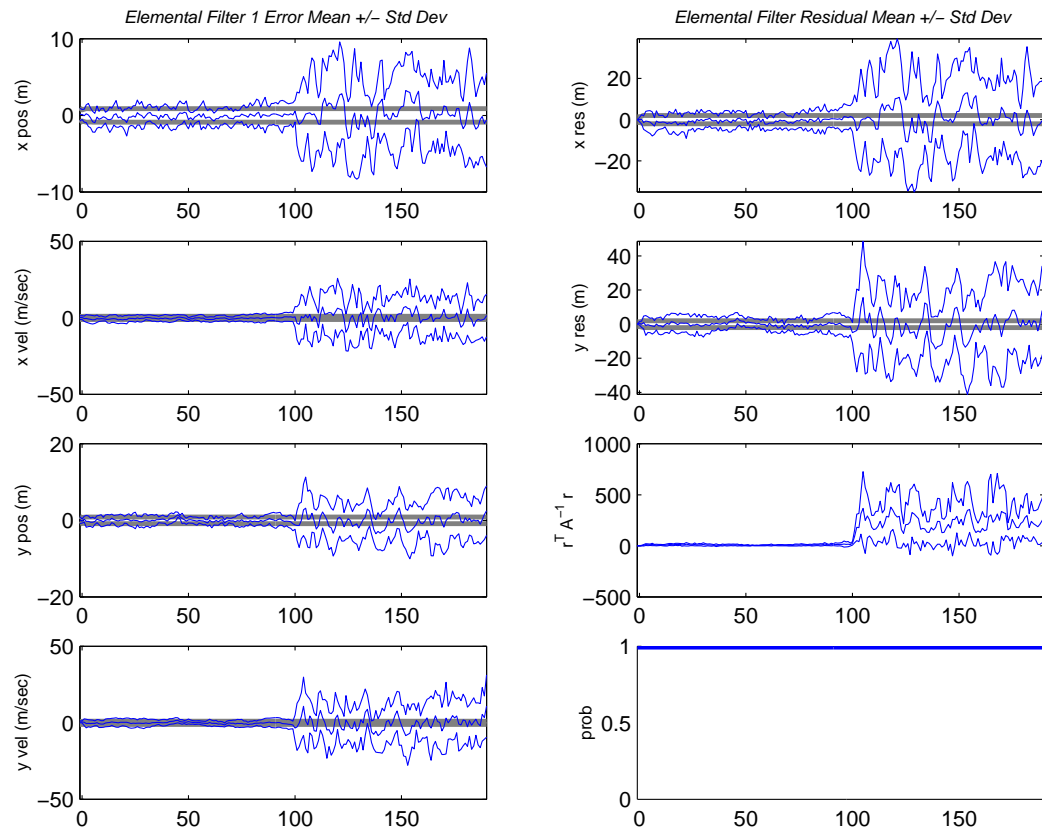 Elemental Filter 1 Error Mean +/− Std Dev
x pos (m)
10
0
−10
0 50 100 150
x vel (m/sec)
50
0
−50
0 50 100 150
y pos (m)
20
0
−20
0 50 100 150
y vel (m/sec)
50
0
−50
0 50 100 150
Elemental Filter Residual Mean +/− Std Dev
x res (m)
20
0
−20
0 50 100 150
y res (m)
40
20
0
−20
−40
0 50 100 150
r^T A^−1 r
1000
500
0
−500
0 50 100 150
prob
1
0.5
0
0 50 100 150